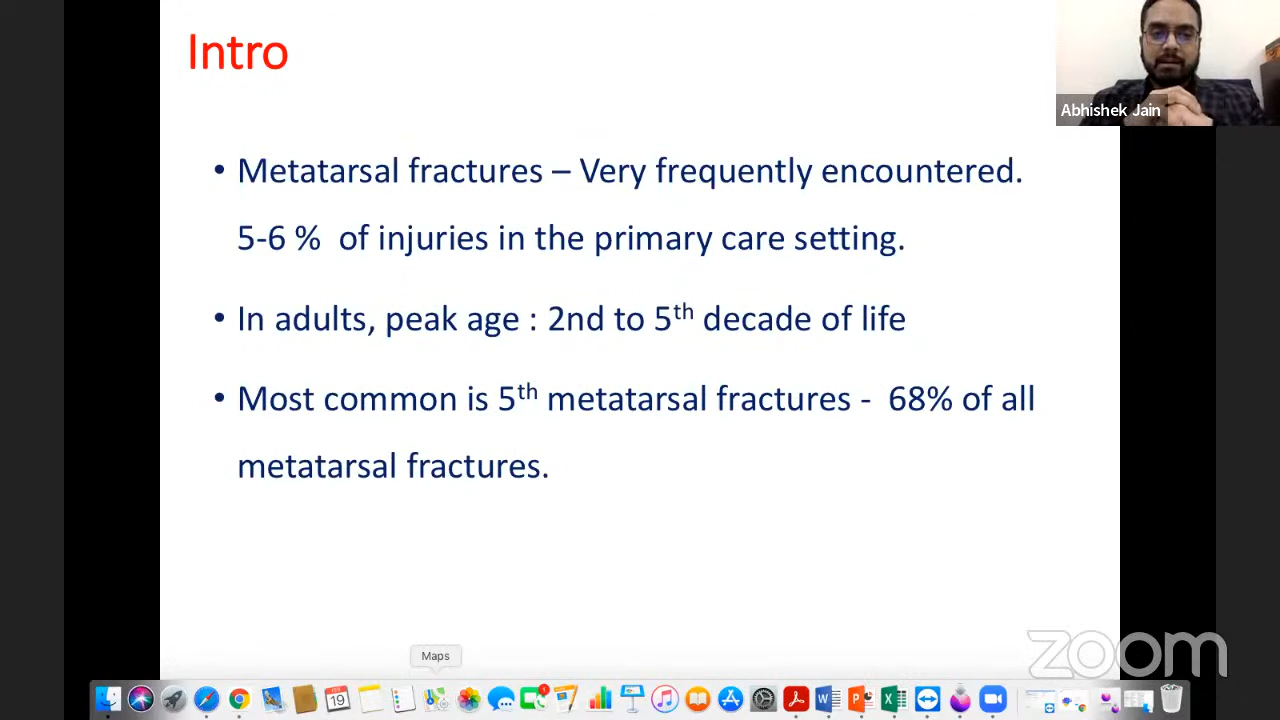 Intro
Abhishek Jain
• Metatarsal fractures – Very frequently encountered.
5-6 % of injuries in the primary care setting.
• In adults, peak age : 2nd to 5th decade of life
• Most common is 5th metatarsal fractures - 68% of all
metatarsal fractures.
zoom
Maps
19